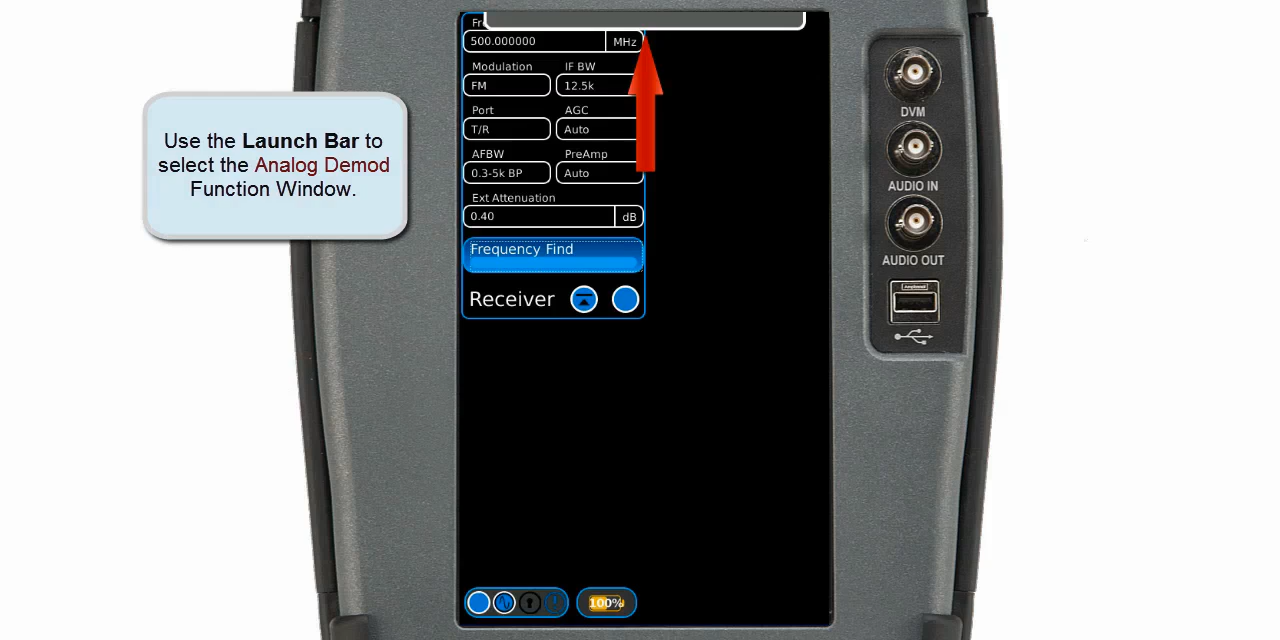 Use the Launch Bar to
select the Analog Demod
Function Window.
500.000000 MHz
Modulation IF BW
FM 12.5k
Port AGC
T/R Auto
AFBW PreAmp
0.3-5k BP Auto
Ext Attenuation
0.40 dB
Frequency Find
Receiver
100%
DVM
AUDIO IN
AUDIO OUT